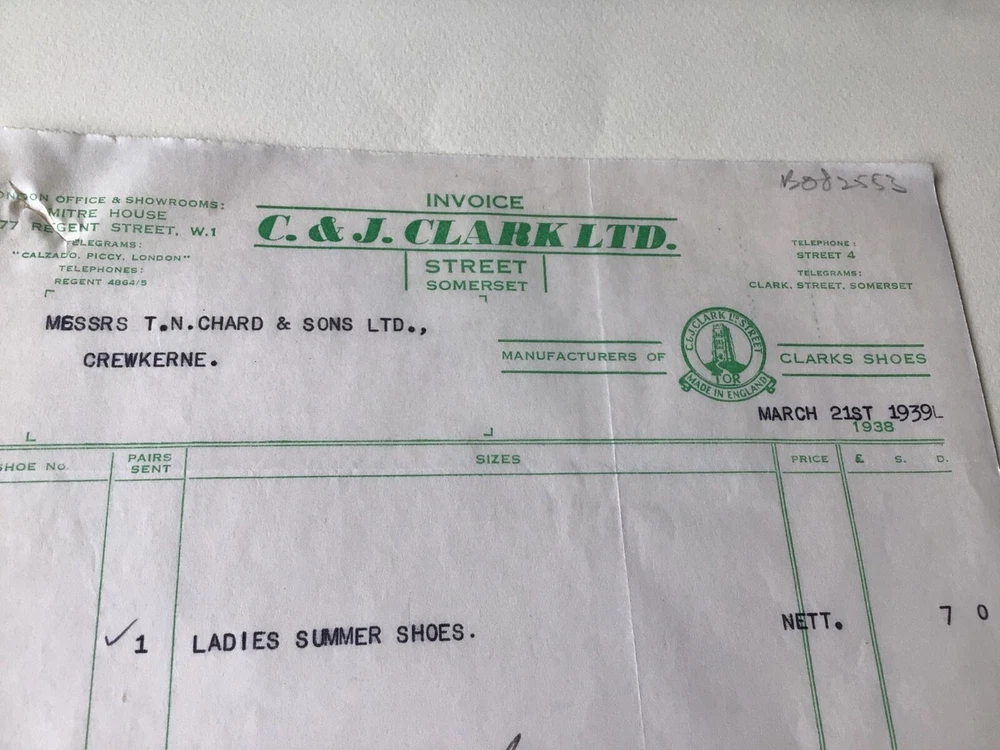 B082553
INVOICE
C. & J. CLARK LTD.
STREET
SOMERSET
OFFICE & SHOWROOMS:
MITRE HOUSE
77 REGENT STREET, W.1
TELEGRAMS:
"CALZADO, PICCY, LONDON"
TELEPHONES:
REGENT 4864/5
TELEPHONE:
STREET 4
TELEGRAMS:
CLARK, STREET, SOMERSET
MESSRS T.N.CHARD & SONS LTD.,
CREWKERNE.
MANUFACTURERS OF
C.&J.CLARK LTD STREET
TOR
MADE IN ENGLAND
CLARKS SHOES
MARCH 21ST 1939L
1938
SHOE No. PAIRS SENT SIZES PRICE £ S. D.
1 LADIES SUMMER SHOES. NETT. 7 0